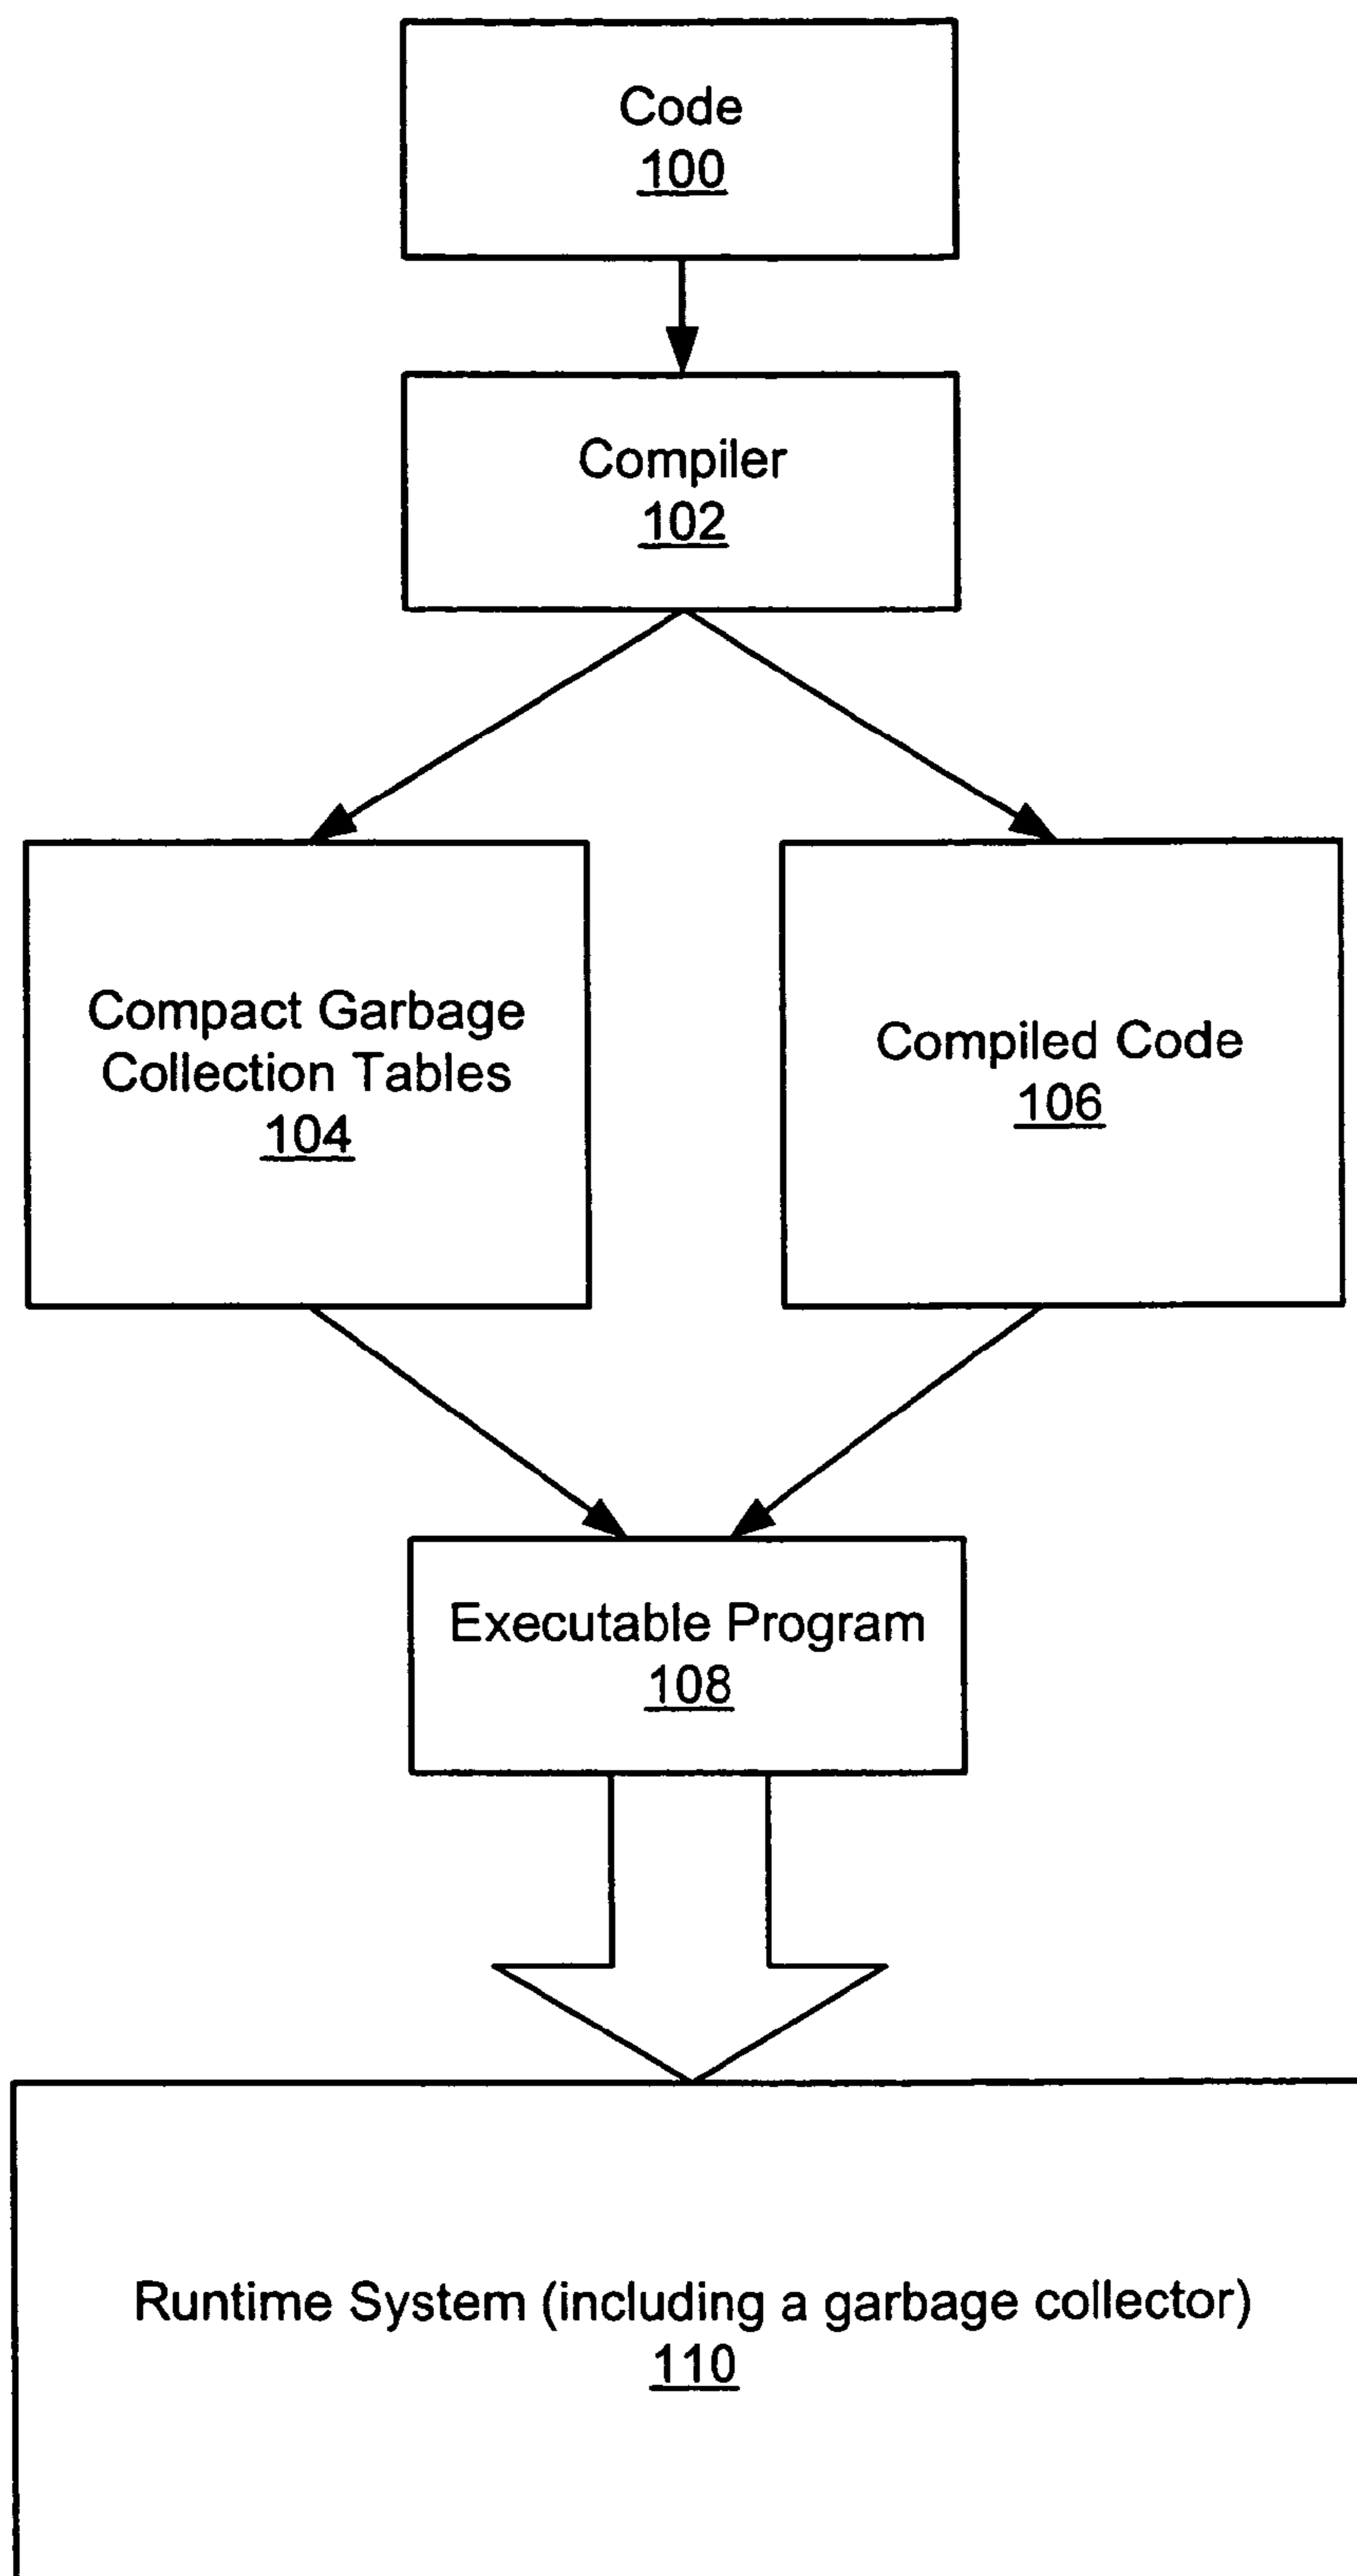 Code
100
Compiler
102
Compact Garbage
Collection Tables
104
Compiled Code
106
Executable Program
108
Runtime System (including a garbage collector)
110